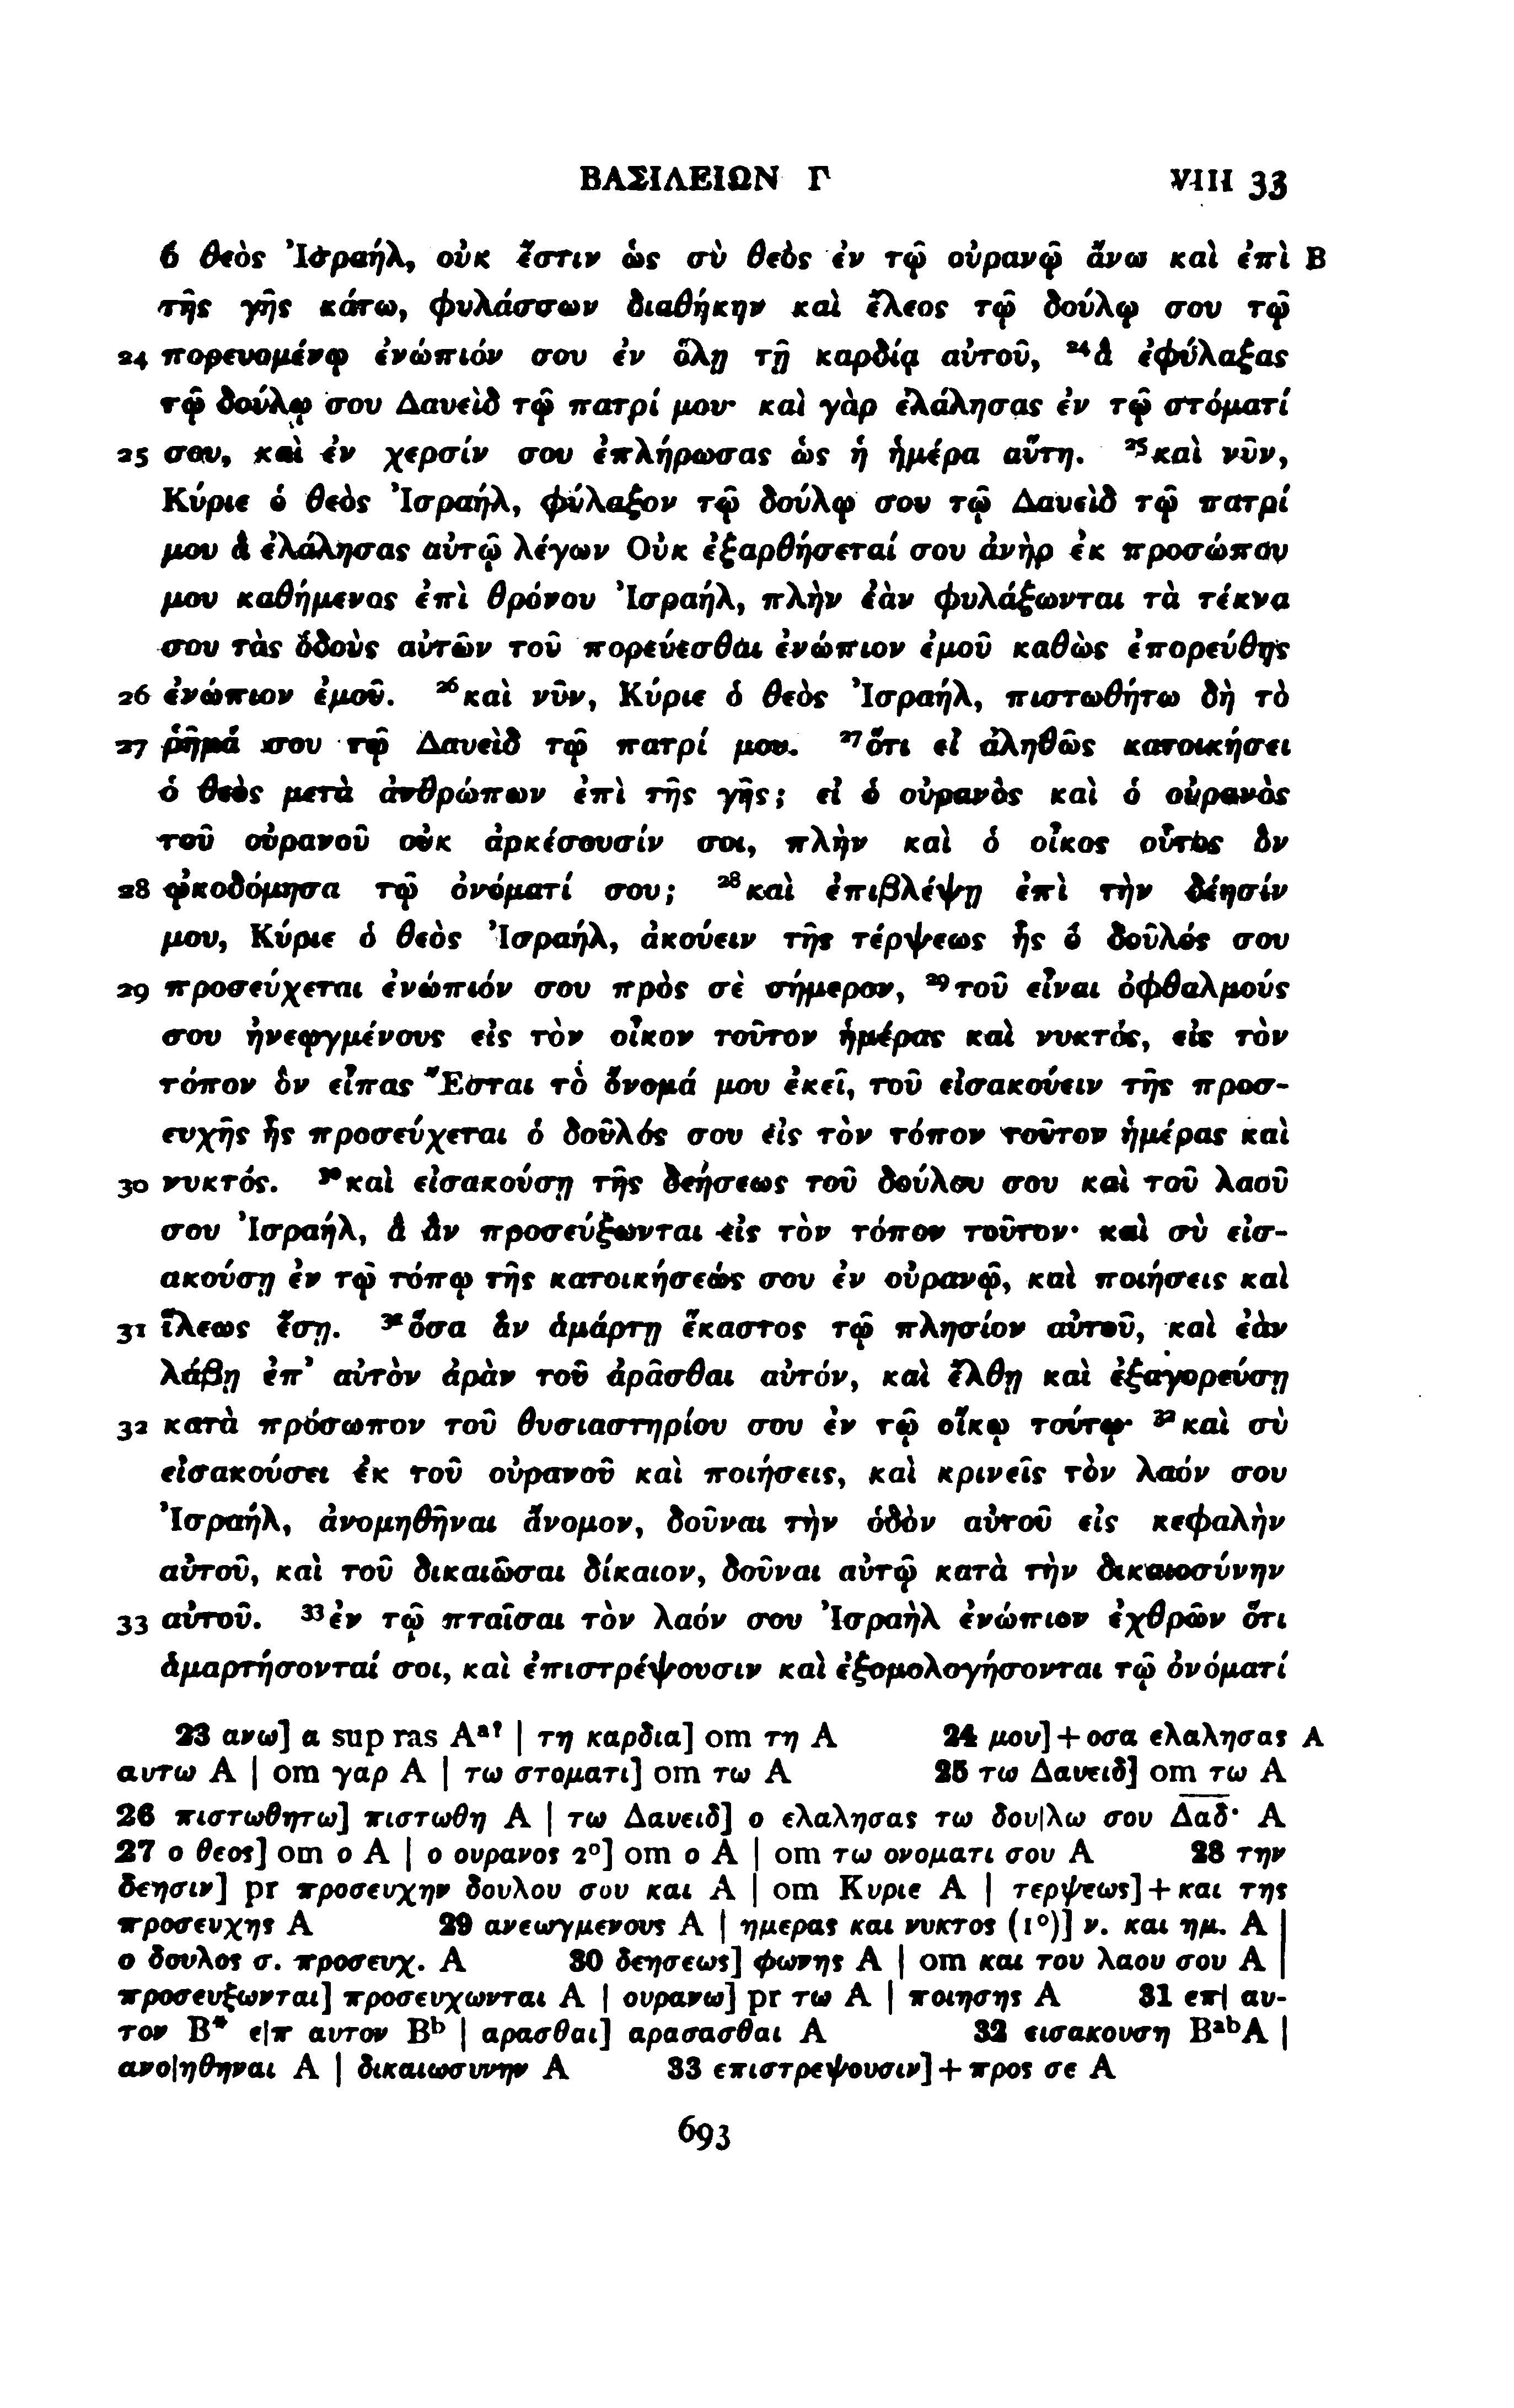 ΒΑΣΙΛΕΙΩΝ Γ VIII 33
ὁ θεὸς Ἰσραήλ, οὐκ ἔστιν ὡς σὺ θεὸς ἐν τῷ οὐρανῷ ἄνω καὶ ἐπὶ B
τῆς γῆς κάτω, φυλάσσων διαθήκην καὶ ἔλεος τῷ δούλῳ σου τῷ
24 πορευομένῳ ἐνώπιόν σου ἐν ὅλῃ τῇ καρδίᾳ αὐτοῦ, ²⁴ἃ ἐφύλαξας
τῷ δούλῳ σου Δαυεὶδ τῷ πατρί μου· καὶ γὰρ ἐλάλησας ἐν τῷ στόματί
25 σου, καὶ ἐν χερσίν σου ἐπλήρωσας ὡς ἡ ἡμέρα αὕτη. ²⁵καὶ νῦν,
Κύριε ὁ θεὸς Ἰσραήλ, φύλαξον τῷ δούλῳ σου τῷ Δαυεὶδ τῷ πατρί
μου ἃ ἐλάλησας αὐτῷ λέγων Οὐκ ἐξαρθήσεταί σου ἀνὴρ ἐκ προσώπου
μου καθήμενος ἐπὶ θρόνου Ἰσραήλ, πλὴν ἐὰν φυλάξωνται τὰ τέκνα
σου τὰς ὁδοὺς αὐτῶν τοῦ πορεύεσθαι ἐνώπιον ἐμοῦ καθὼς ἐπορεύθης
26 ἐνώπιον ἐμοῦ. ²⁶καὶ νῦν, Κύριε ὁ θεὸς Ἰσραήλ, πιστωθήτω δὴ τὸ
27 ῥῆμά σου τῷ Δαυεὶδ τῷ πατρί μου. ²⁷ὅτι εἶ ἀληθῶς κατοικήσει
ὁ θεὸς μετὰ ἀνθρώπων ἐπὶ τῆς γῆς; εἶ ὁ οὐρανὸς καὶ ὁ οὐρανὸς
τοῦ οὐρανοῦ οὐκ ἀρκέσουσίν σοι, πλὴν καὶ ὁ οἶκος οὗτος ὃν
28 ᾠκοδόμησα τῷ ὀνόματί σου; ²⁸καὶ ἐπιβλέψῃ ἐπὶ τὴν δέησίν
μου, Κύριε ὁ θεὸς Ἰσραήλ, ἀκούειν τῆς τέρψεως ἧς ὁ δοῦλός σου
29 προσεύχεται ἐνώπιόν σου πρὸς σὲ σήμερον, ²⁹τοῦ εἶναι ὀφθαλμούς
σου ἠνεῳγμένους εἰς τὸν οἶκον τοῦτον ἡμέρας καὶ νυκτός, εἰς τὸν
τόπον ὃν εἶπας Ἔσται τὸ ὄνομά μου ἐκεῖ, τοῦ εἰσακούειν τῆς προσ-
ευχῆς ἧς προσεύχεται ὁ δοῦλός σου εἰς τὸν τόπον τοῦτον ἡμέρας καὶ
30 νυκτός. ³⁰καὶ εἰσακούσῃ τῆς δεήσεως τοῦ δούλου σου καὶ τοῦ λαοῦ
σου Ἰσραήλ, ἃ ἂν προσεύξωνται εἰς τὸν τόπον τοῦτον· καὶ σὺ εἰσ-
ακούσῃ ἐν τῷ τόπῳ τῆς κατοικήσεώς σου ἐν οὐρανῷ, καὶ ποιήσεις καὶ
31 ἵλεως ἔσῃ. ³¹ὅσα ἂν ἁμάρτῃ ἕκαστος τῷ πλησίον αὐτοῦ, καὶ ἐὰν
λάβῃ ἐπ’ αὐτὸν ἀρὰν τοῦ ἀρᾶσθαι αὐτόν, καὶ ἔλθῃ καὶ ἐξαγορεύσῃ
32 κατὰ πρόσωπον τοῦ θυσιαστηρίου σου ἐν τῷ οἴκῳ τούτῳ· ³²καὶ σὺ
εἰσακούσει ἐκ τοῦ οὐρανοῦ καὶ ποιήσεις, καὶ κρινεῖς τὸν λαόν σου
Ἰσραήλ, ἀνομηθῆναι ἄνομον, δοῦναι τὴν ὁδὸν αὐτοῦ εἰς κεφαλὴν
αὐτοῦ, καὶ τοῦ δικαιῶσαι δίκαιον, δοῦναι αὐτῷ κατὰ τὴν δικαιοσύνην
33 αὐτοῦ. ³³ἐν τῷ πταῖσαι τὸν λαόν σου Ἰσραὴλ ἐνώπιον ἐχθρῶν ὅτι
ἁμαρτήσονταί σοι, καὶ ἐπιστρέψουσιν καὶ ἐξομολογήσονται τῷ ὀνόματί
23 ανω] α sup ras Aᵃ? | τη καρδια] om τη A 24 μου] + οσα ελαλησας A
αυτω A | om γαρ A | τω στοματι] om τω A 25 τω Δαυειδ] om τω A
26 πιστωθητω] πιστωθη A | τω Δαυειδ] ο ελαλησας τω δου|λω σου Δαδ· A
27 ο θεος] om ο A | ο ουρανος 2°] om ο A | om τω ονοματι σου A 28 την
δεησιν] pr προσευχην δουλου σου και A | om Κυριε A | τερψεως] + και της
προσευχης A 29 ανεωγμενους A | ημερας και νυκτος (1°)] ν. και ημ. A |
ο δουλος σ. προσευχ. A 30 δεησεως] φωνης A | om και του λαου σου A |
προσευξωνται] προσευχωνται A | ουρανω] pr τω A | ποιησης A 31 επ| αυ-
τον B* ε|π αυτον Bᵇ | αρασθαι] αρασασθαι A 32 εισακουση BᵃᵇA |
ανο|ηθηναι A | δικαιωσυνην A 33 επιστρεψουσιν] + προς σε A
693